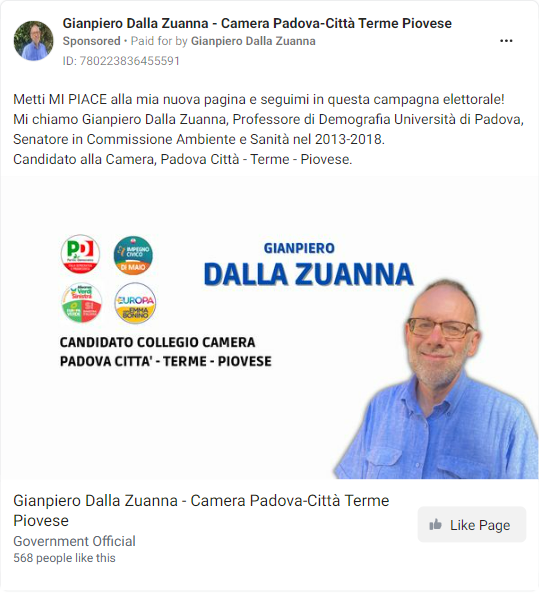 Gianpiero Dalla Zuanna - Camera Padova-Città Terme Piovese
Sponsored • Paid for by Gianpiero Dalla Zuanna
ID: 780223836455591
Metti MI PIACE alla mia nuova pagina e seguimi in questa campagna elettorale!
Mi chiamo Gianpiero Dalla Zuanna, Professore di Demografia Università di Padova,
Senatore in Commissione Ambiente e Sanità nel 2013-2018.
Candidato alla Camera, Padova Città - Terme - Piovese.
PD
IMPEGNO
CIVICO
DI MAIO
Verdi
Sinistra
SI
EUROPA
EMMA
BONINO
GIANPIERO
DALLA ZUANNA
CANDIDATO COLLEGIO CAMERA
PADOVA CITTA' - TERME - PIOVESE
Gianpiero Dalla Zuanna - Camera Padova-Città Terme
Piovese
Government Official
568 people like this
Like Page